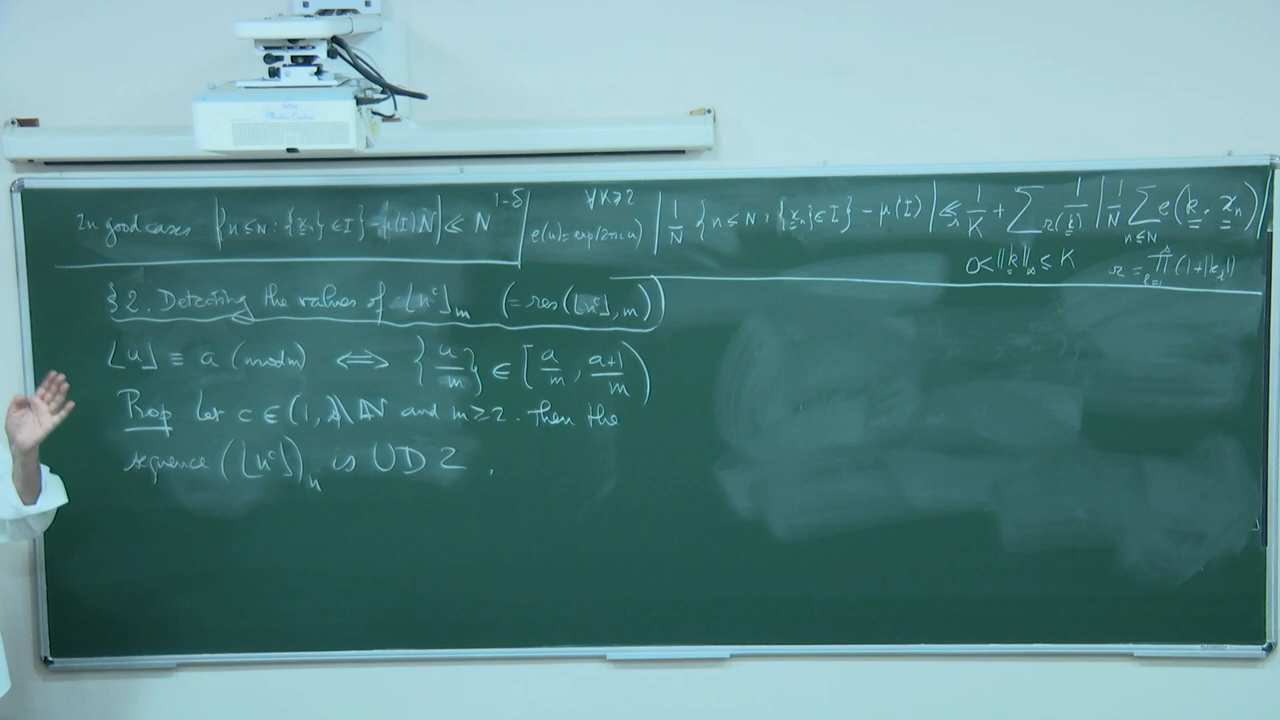 In good cases |{n≤N : {x_n} ∈ I} - μ(I)N| ≤ N^{1-δ}
e(u) = exp(2πiu)
∀K≥2
|1/N {n≤N : {x_n} ∈ I} - μ(I)| ≤ 1/K + ∑ 1/r(k) |1/N ∑_{n≤N} e(k·x_n)|
0<||k||_∞ ≤ K
r = ∏ (1+|k_i|)
§2. Detecting the values of ⌊n^c⌋_m (= res(⌊n^c⌋, m))
⌊u⌋ ≡ a (mod m) ⟺ {u/m} ∈ [a/m, a+1/m)
Prop Let c ∈ (1, \ ℕ and m≥2. Then the
sequence (⌊n^c⌋)_n is UD Z.